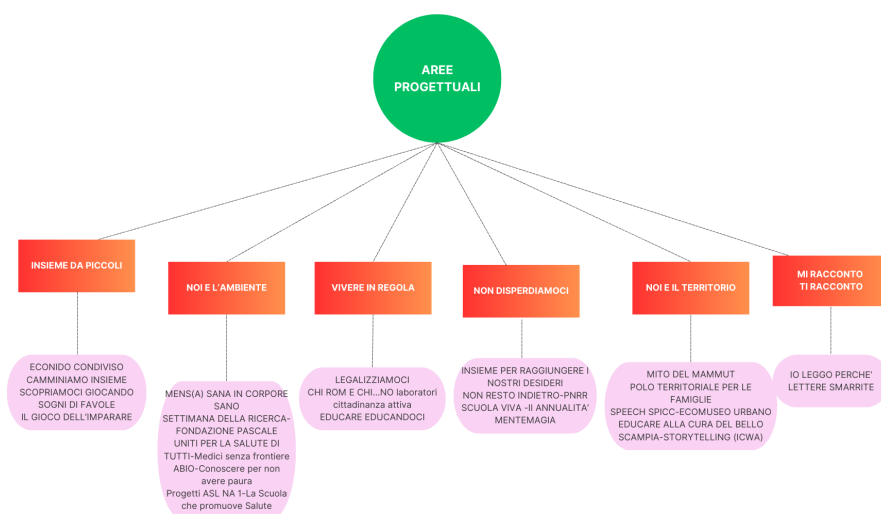 AREE
PROGETTUALI
INSIEME DA PICCOLI
NOI E L'AMBIENTE
VIVERE IN REGOLA
NON DISPERDIAMOCI
NOI E IL TERRITORIO
MI RACCONTO
TI RACCONTO
ECONIDO CONDIVISO
CAMMINIAMO INSIEME
SCOPRIAMOCI GIOCANDO
SOGNI DI FAVOLE
IL GIOCO DELL'IMPARARE
MENS(A) SANA IN CORPORE
SANO
SETTIMANA DELLA RICERCA-
FONDAZIONE PASCALE
UNITI PER LA SALUTE DI
TUTTI-Medici senza frontiere
ABIO-Conoscere per non
avere paura
Progetti ASL NA 1-La Scuola
che promuove Salute
LEGALIZZIAMOCI
CHI ROM E CHI...NO laboratori
cittadinanza attiva
EDUCARE EDUCANDOCI
INSIEME PER RAGGIUNGERE I
NOSTRI DESIDERI
NON RESTO INDIETRO-PNRR
SCUOLA VIVA -II ANNUALITA'
MENTEMAGIA
MITO DEL MAMMUT
POLO TERRITORIALE PER LE
FAMIGLIE
SPEECH SPICC-ECOMUSEO URBANO
EDUCARE ALLA CURA DEL BELLO
SCAMPIA-STORYTELLING (ICWA)
IO LEGGO PERCHE'
LETTERE SMARRITE